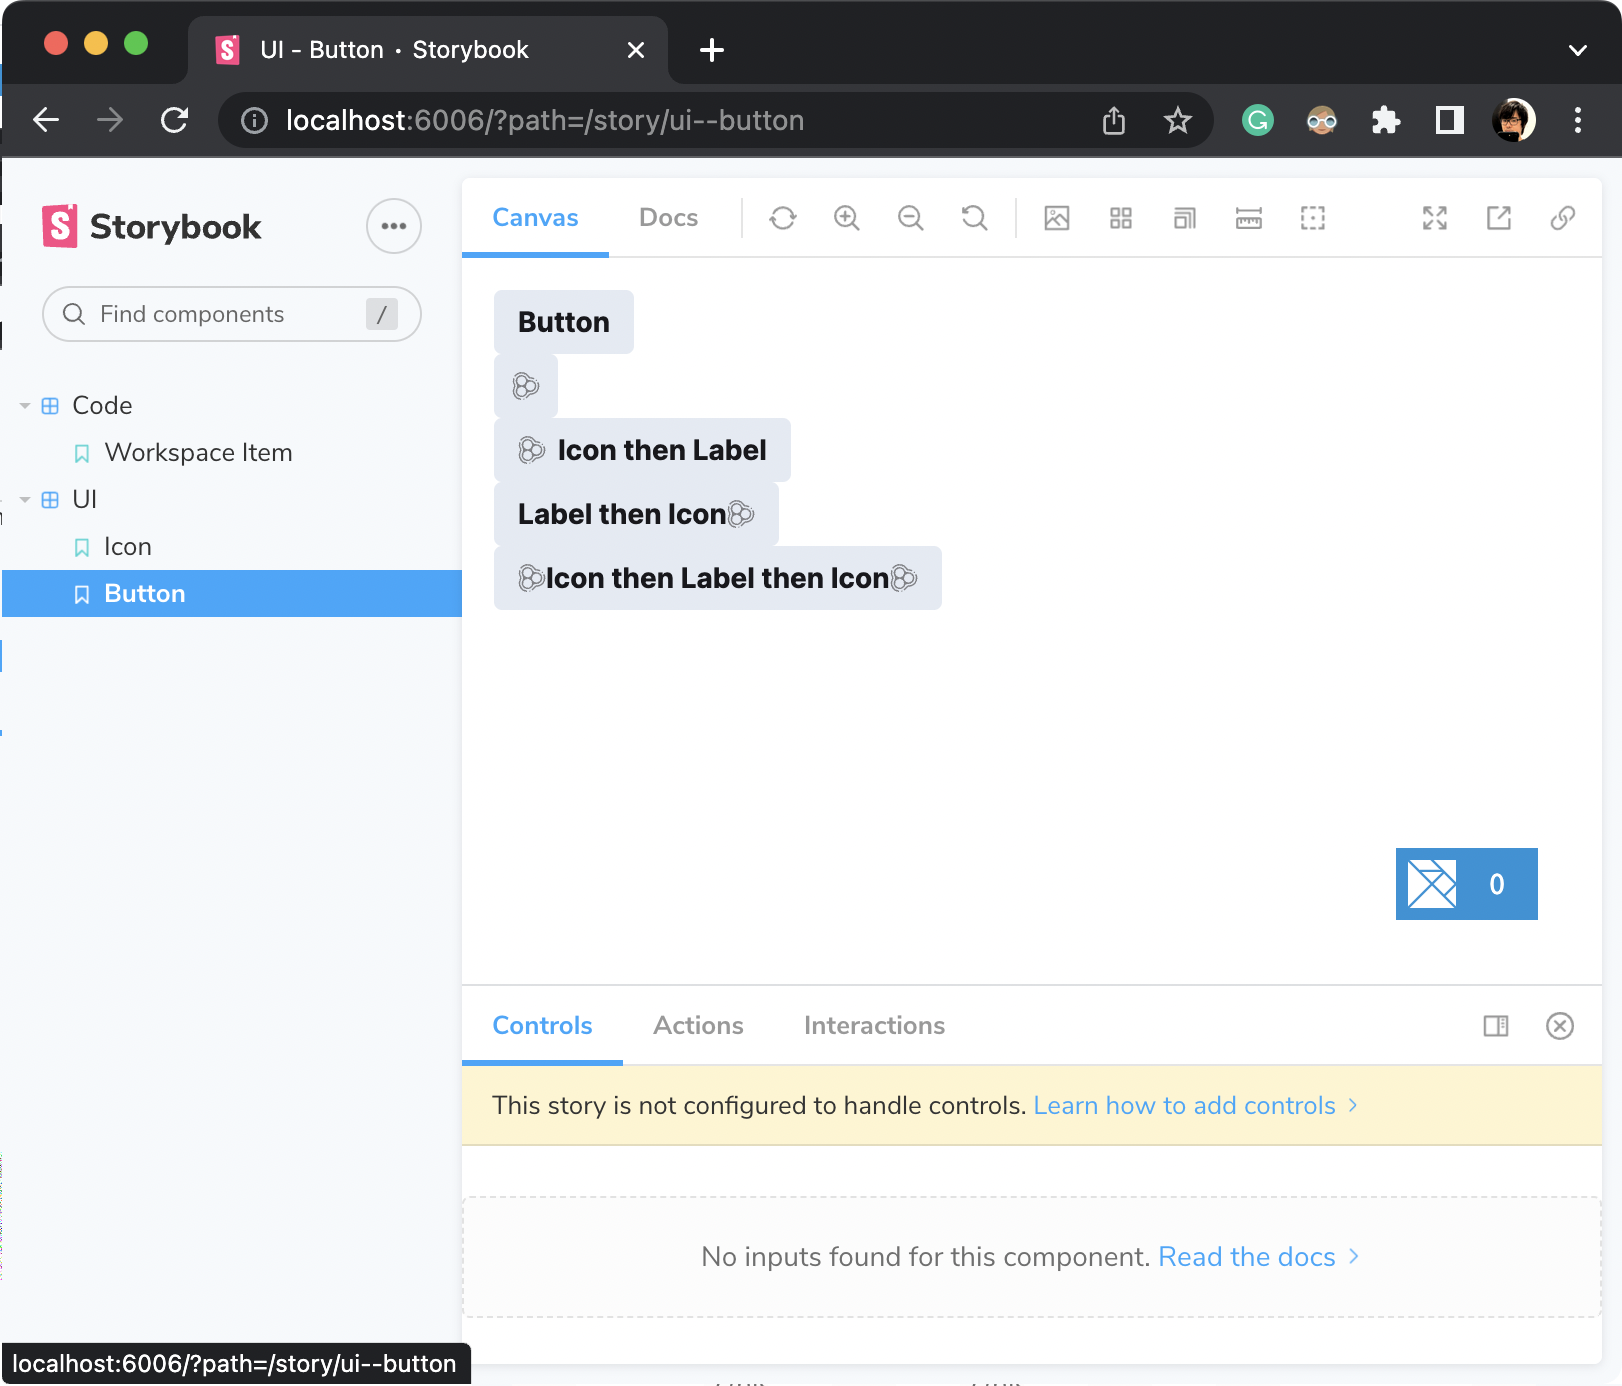 UI - Button • Storybook
localhost:6006/?path=/story/ui--button
Storybook
Find components /
Code
Workspace Item
UI
Icon
Button
Canvas Docs
Button
Icon then Label
Label then Icon
Icon then Label then Icon
0
Controls Actions Interactions
This story is not configured to handle controls. Learn how to add controls
No inputs found for this component. Read the docs
localhost:6006/?path=/story/ui--button